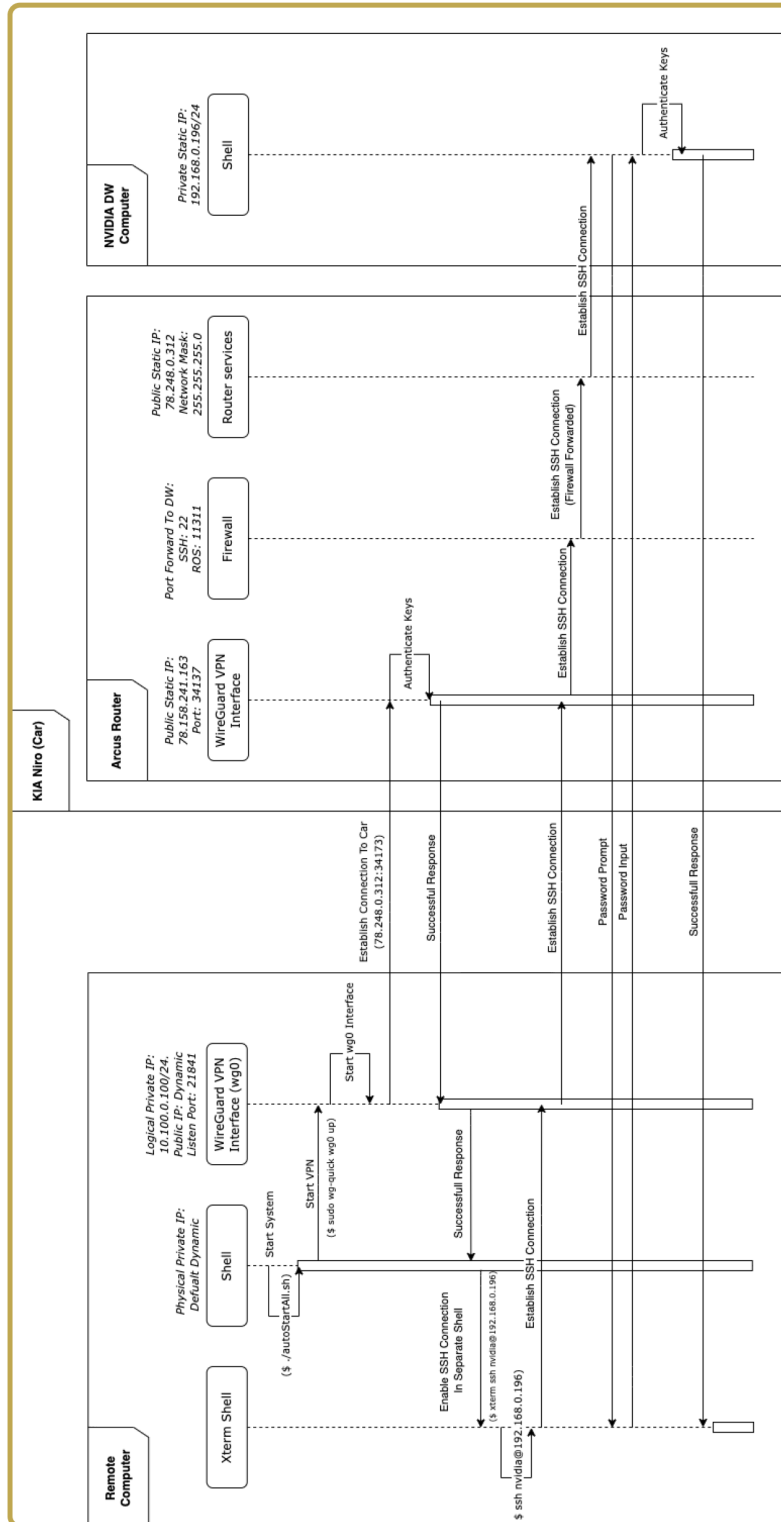 KIA Niro (Car)
Remote
Computer
Arcus Router
NVIDIA DW
Computer
Xterm Shell
Physical Private IP:
Defualt Dynamic
Shell
Logical Private IP:
10.100.0.100/24.
Public IP: Dynamic
Listen Port: 21841
WireGuard VPN
Interface (wg0)
Public Static IP:
78.158.241.163
Port: 34137
WireGuard VPN
Interface
Port Forward To DW:
SSH: 22
ROS: 11311
Firewall
Public Static IP:
78.248.0.312
Network Mask:
255.255.255.0
Router services
Private Static IP:
192.168.0.196/24
Shell
Start System
($ ./autoStartAll.sh)
Start VPN
($ sudo wg-quick wg0 up)
Start wg0 Interface
Establish Connection To Car
(78.248.0.312:34173)
Authenticate Keys
Successful Response
Successfull Response
Enable SSH Connection
In Separate Shell
($ xterm ssh nvidia@192.168.0.196)
$ ssh nvidia@192.168.0.196)
Establish SSH Connection
Establish SSH Connection
Establish SSH Connection
Establish SSH Connection
(Firewall Forwarded)
Establish SSH Connection
Password Prompt
Password Input
Authenticate Keys
Successfull Response